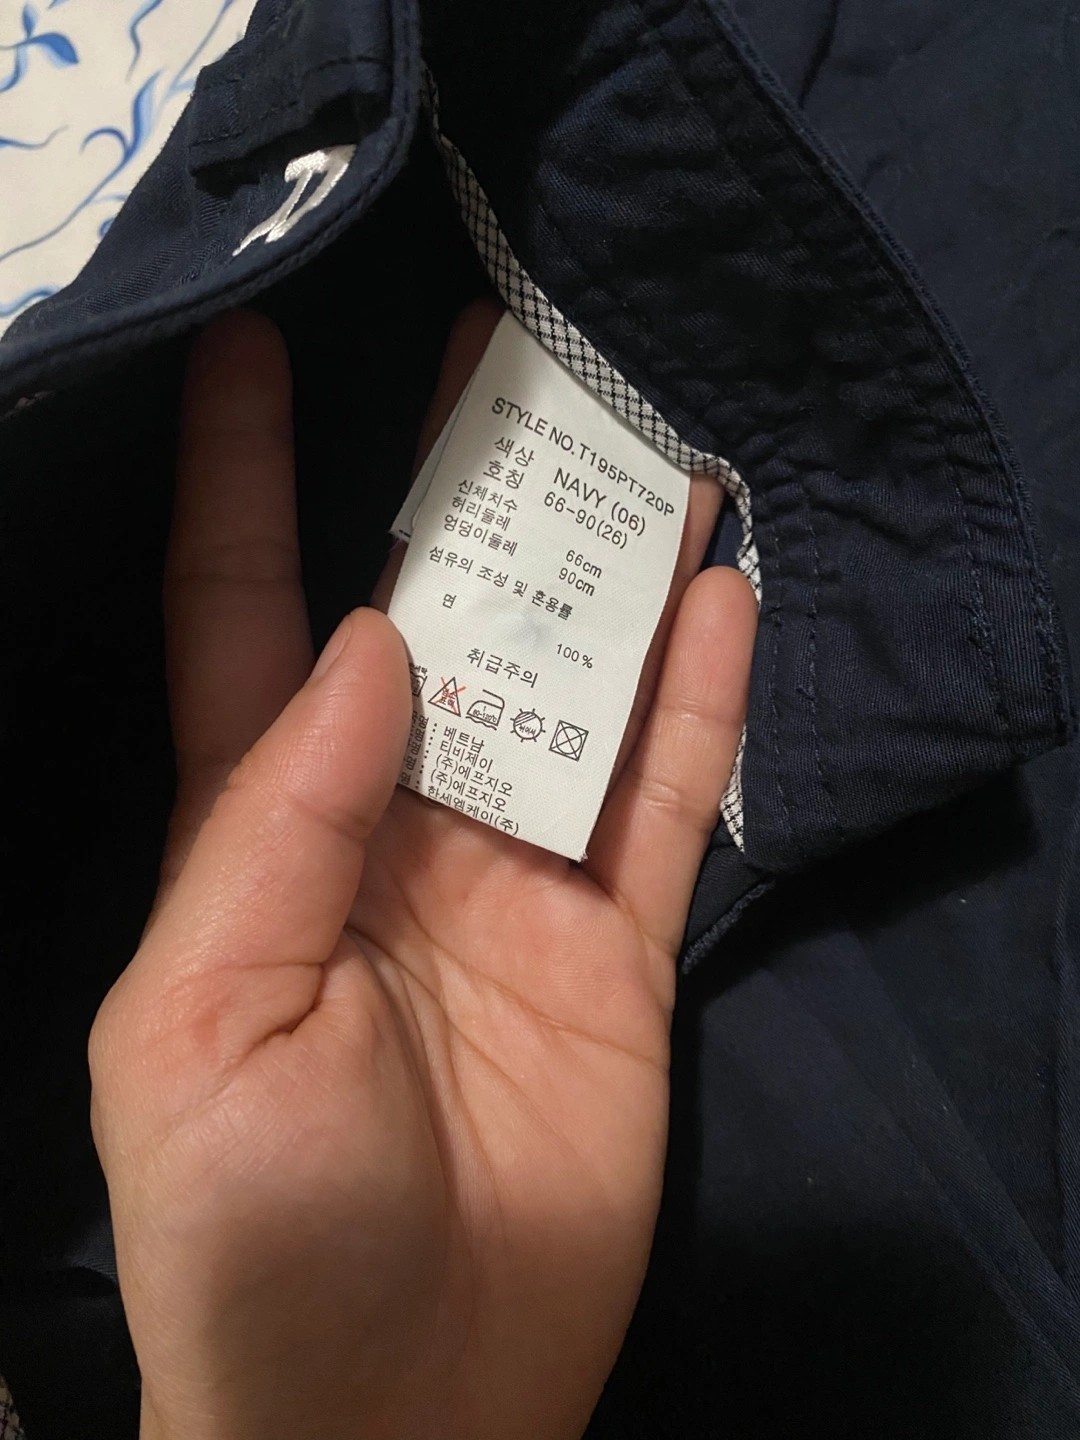 STYLE NO. T195PT720P
색상 NAVY (06)
호칭 66-90(26)
신체치수
허리둘레 66cm
엉덩이둘레 90cm
섬유의 조성 및 혼용률
면 100%
취급주의
80~120℃
: 베트남
: 티비제이
: (주)에프지오
: (주)에프지오
: 한세엠케이(주)